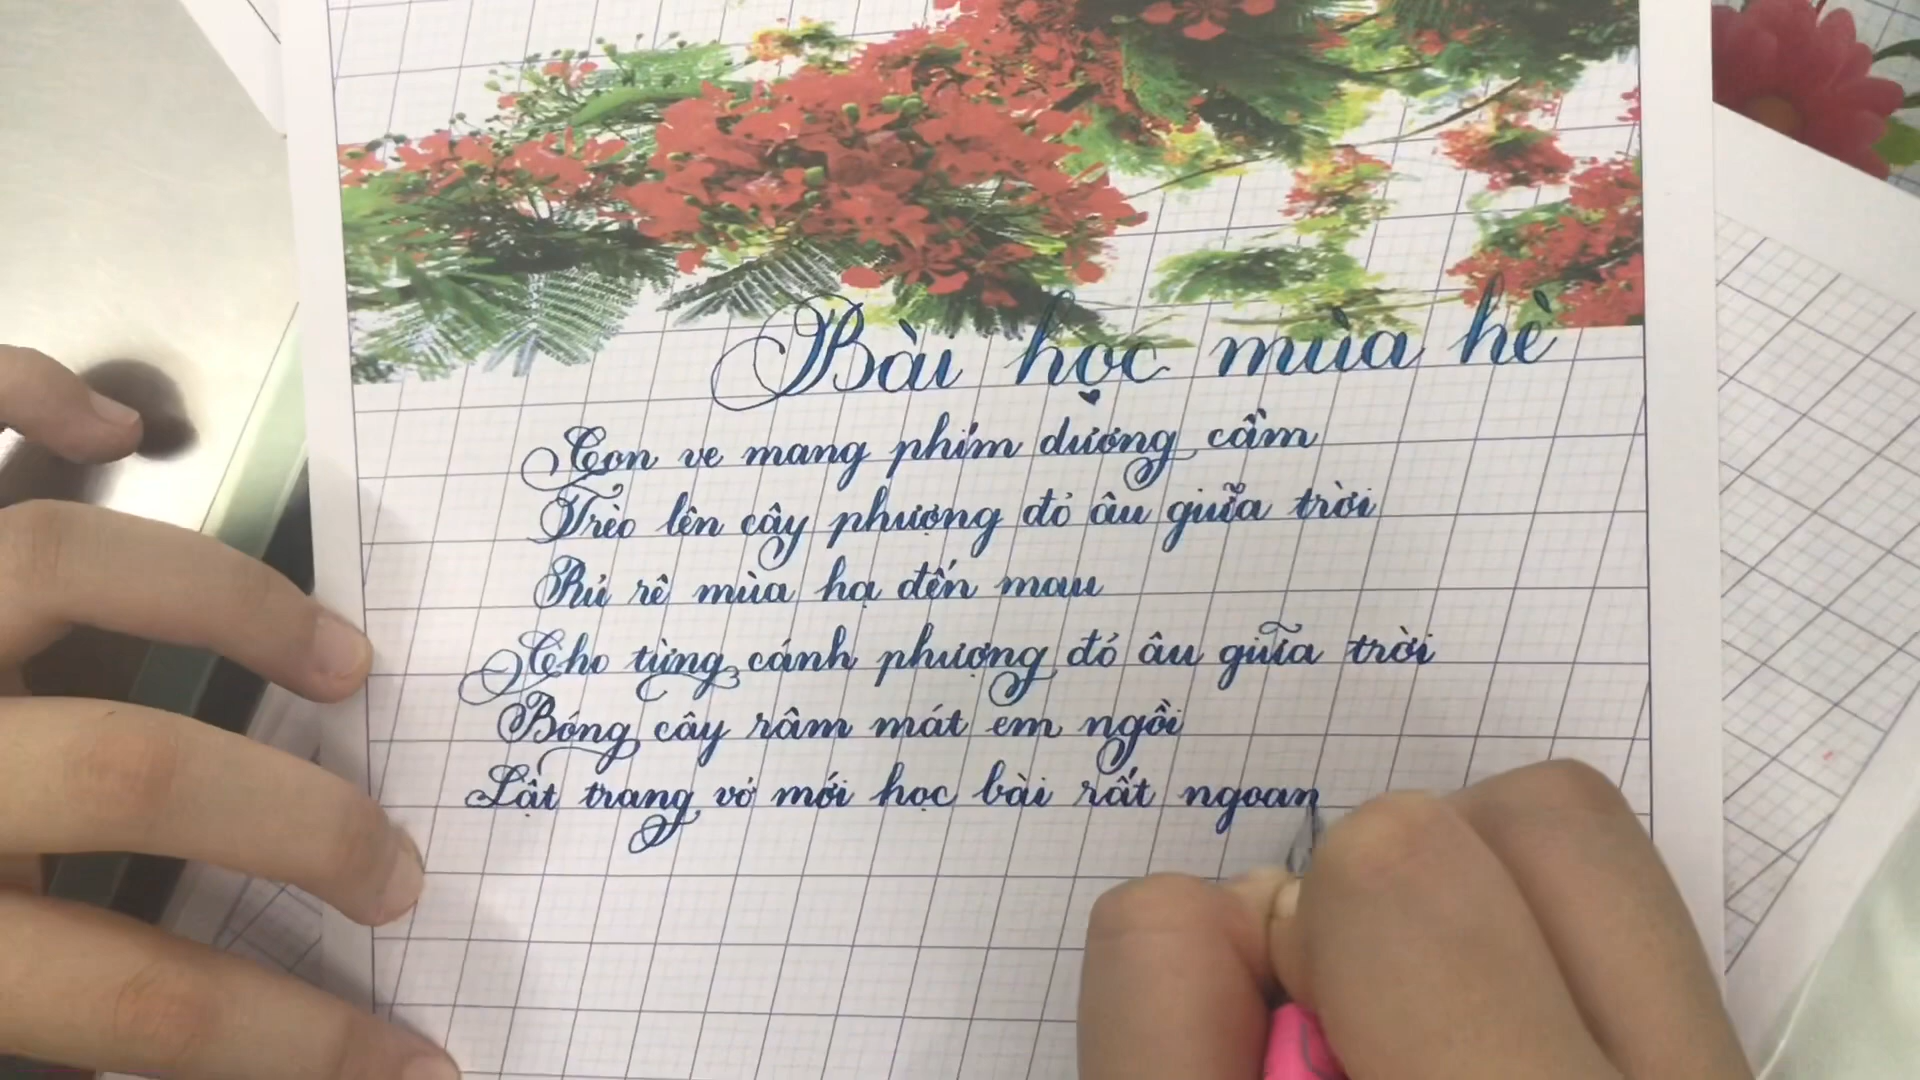 Bài học mùa hè
Con ve mang phím dương cầm
Trèo lên cây phượng đỏ âu giữa trời
Rủ rê mùa hạ đến mau
Cho từng cánh phượng đỏ âu giữa trời
Bóng cây râm mát em ngồi
Lật trang vở mới học bài rất ngoan